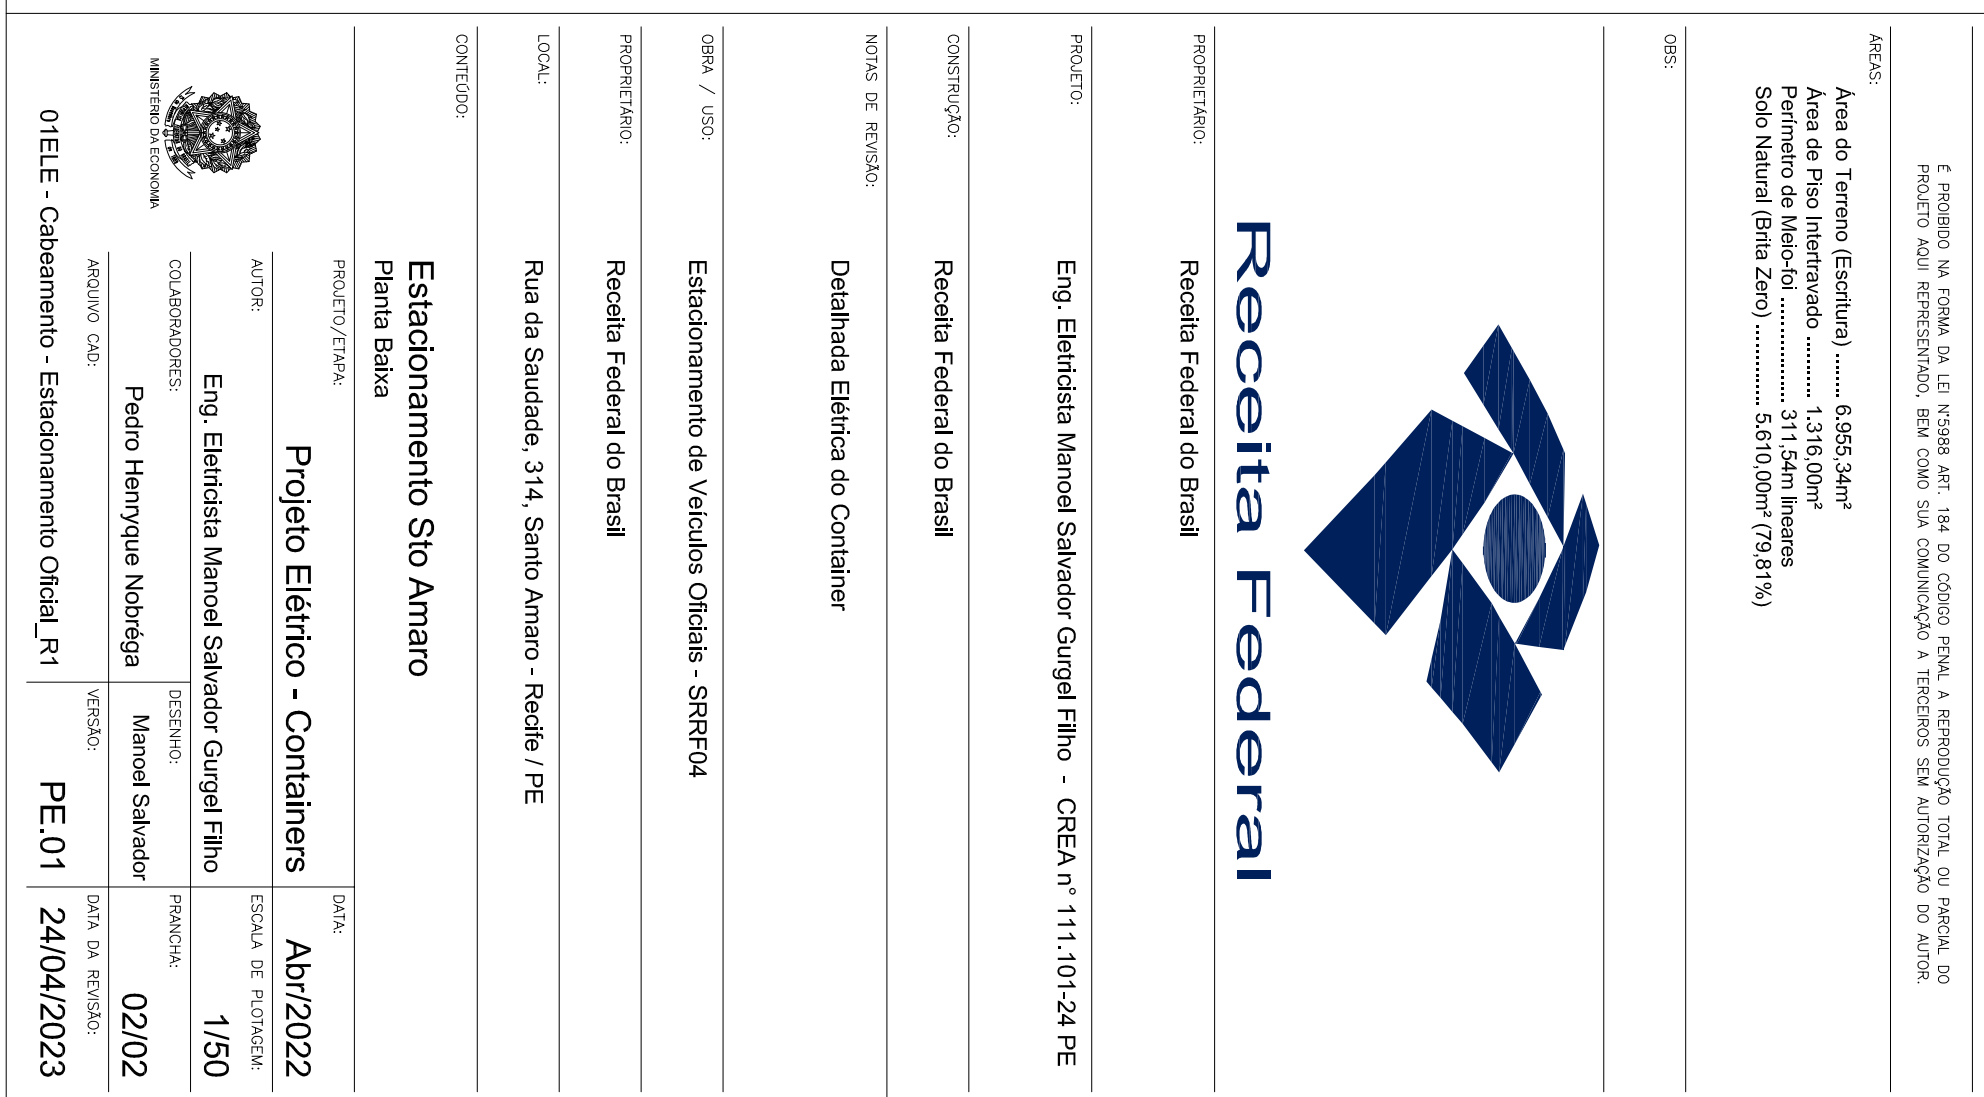 É PROIBIDO NA FORMA DA LEI N°5988 ART. 184 DO CÓDIGO PENAL A REPRODUÇÃO TOTAL OU PARCIAL DO
PROJETO AQUI REPRESENTADO, BEM COMO SUA COMUNICAÇÃO A TERCEIROS SEM AUTORIZAÇÃO DO AUTOR.
ÁREAS:
Área do Terreno (Escritura) ........ 6.955,34m²
Área de Piso Intertravado ............ 1.316,00m²
Perímetro de Meio-foi .................... 311,54m lineares
Solo Natural (Brita Zero) ............... 5.610,00m² (79,81%)
OBS:
Receita Federal
PROPRIETÁRIO:
Receita Federal do Brasil
PROJETO:
Eng. Eletricista Manoel Salvador Gurgel Filho - CREA n° 111.101-24 PE
CONSTRUÇÃO:
Receita Federal do Brasil
NOTAS DE REVISÃO:
Detalhada Elétrica do Container
OBRA / USO:
Estacionamento de Veículos Oficiais - SRRF04
PROPRIETÁRIO:
Receita Federal do Brasil
LOCAL:
Rua da Saudade, 314, Santo Amaro - Recife / PE
CONTEÚDO:
Estacionamento Sto Amaro
Planta Baixa
MINISTÉRIO DA ECONOMIA
PROJETO/ETAPA:
Projeto Elétrico - Containers
DATA:
Abr/2022
AUTOR:
Eng. Eletricista Manoel Salvador Gurgel Filho
ESCALA DE PLOTAGEM:
1/50
COLABORADORES:
Pedro Henryque Nobréga
DESENHO:
Manoel Salvador
PRANCHA:
02/02
ARQUIVO CAD:
01ELE - Cabeamento - Estacionamento Oficial_R1
VERSÃO:
PE.01
DATA DA REVISÃO:
24/04/2023